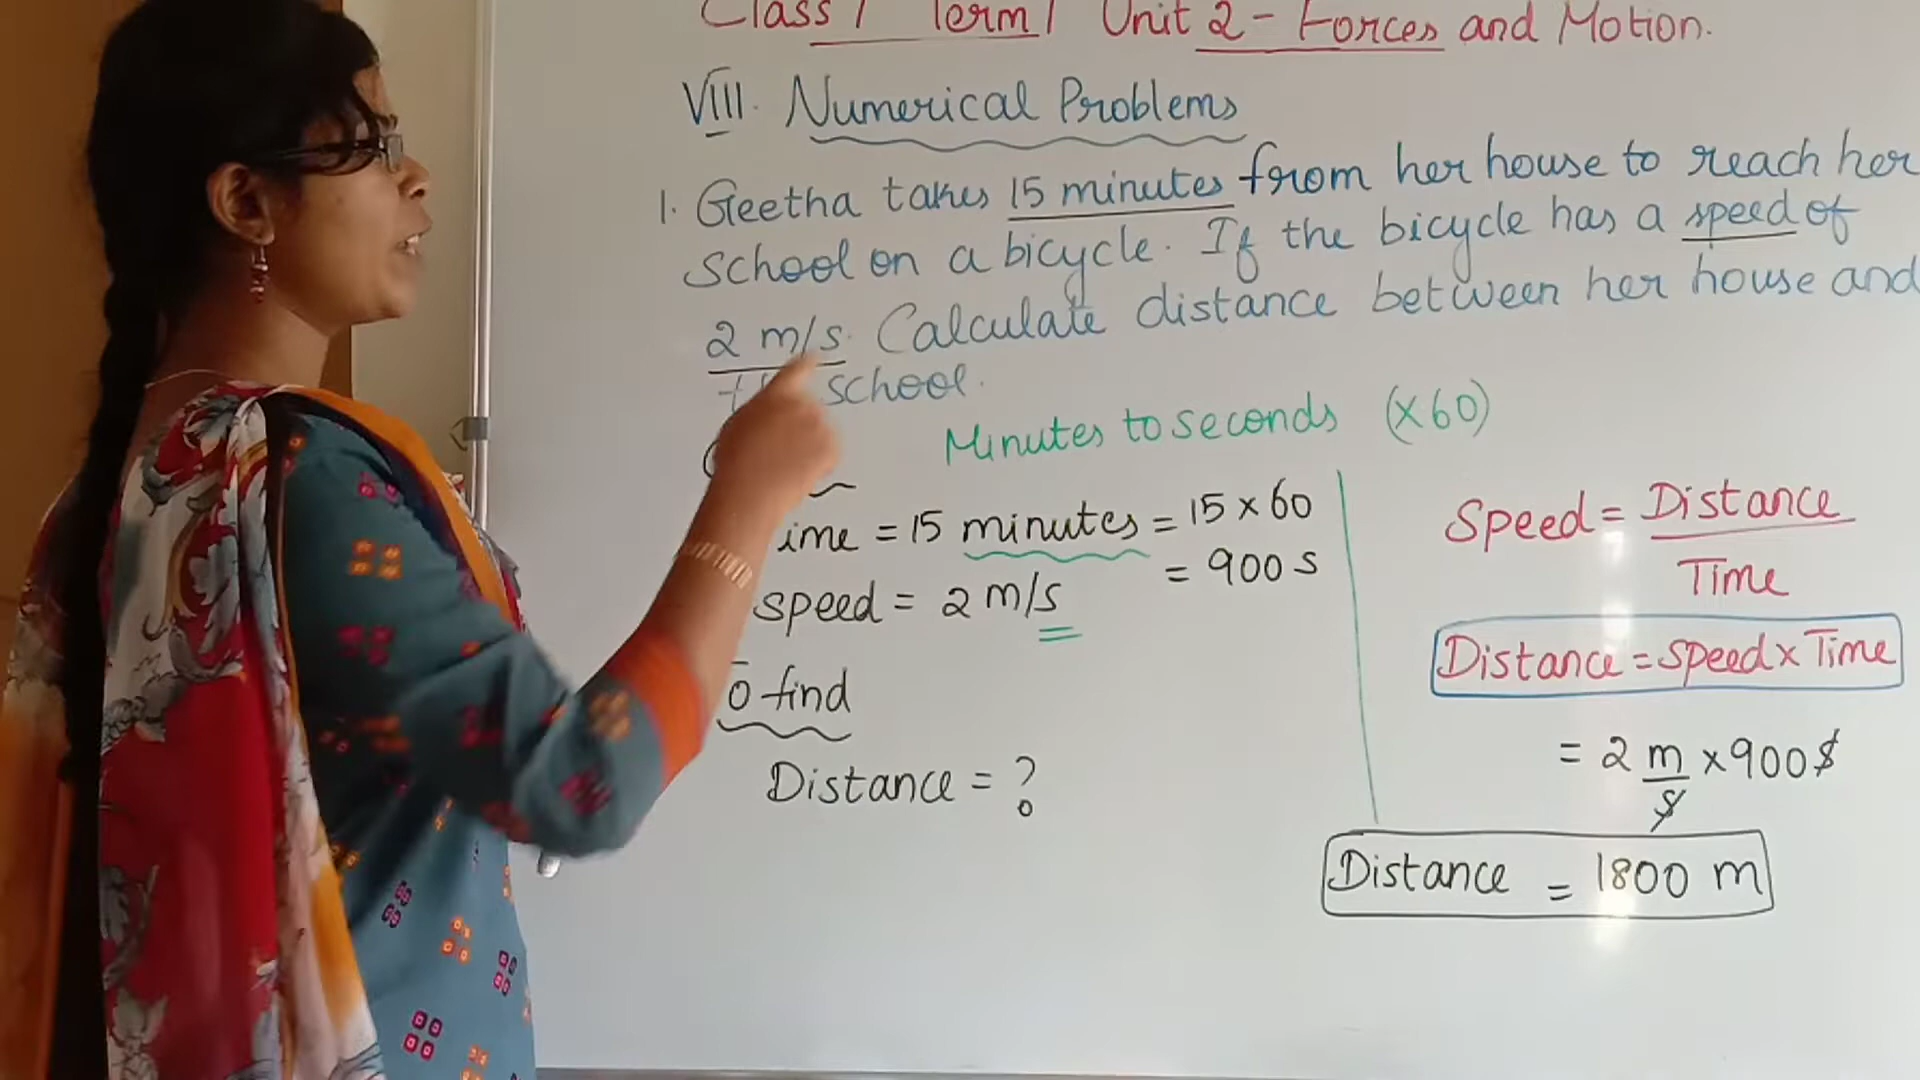 Class 7 Term 1 Unit 2 - Forces and Motion.
VIII. Numerical Problems
1. Geetha takes 15 minutes from her house to reach her
school on a bicycle. If the bicycle has a speed of
2 m/s. Calculate distance between her house and
school.
Minutes to seconds (x60)
ime = 15 minutes = 15 x 60
= 900 s
speed = 2 m/s
o find
Distance = ?
Speed = Distance
Time
Distance = speed x Time
= 2 m x 900 s
s
Distance = 1800 m